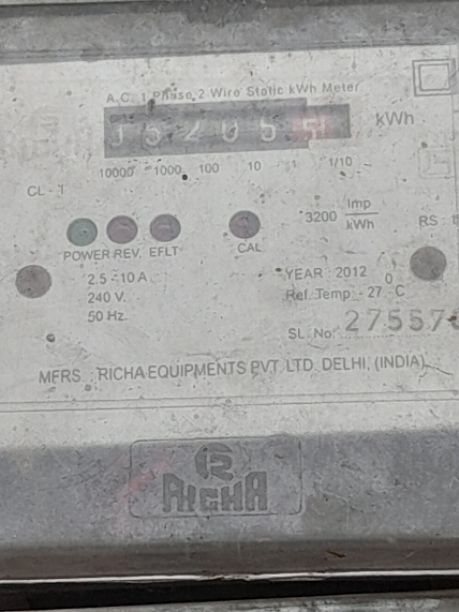 A.C. 1 Phase 2 Wire Static kWh Meter
kWh
10000 1000 100 10 1 1/10
CL - 1
3200 Imp/kWh
RS :
POWER REV. EFLT CAL
2.5 - 10 A
240 V.
50 Hz.
YEAR : 2012
Ref. Temp. - 27 °C
SL. No. 27557
MFRS. : RICHA EQUIPMENTS PVT. LTD. DELHI, (INDIA)
R
RICHA